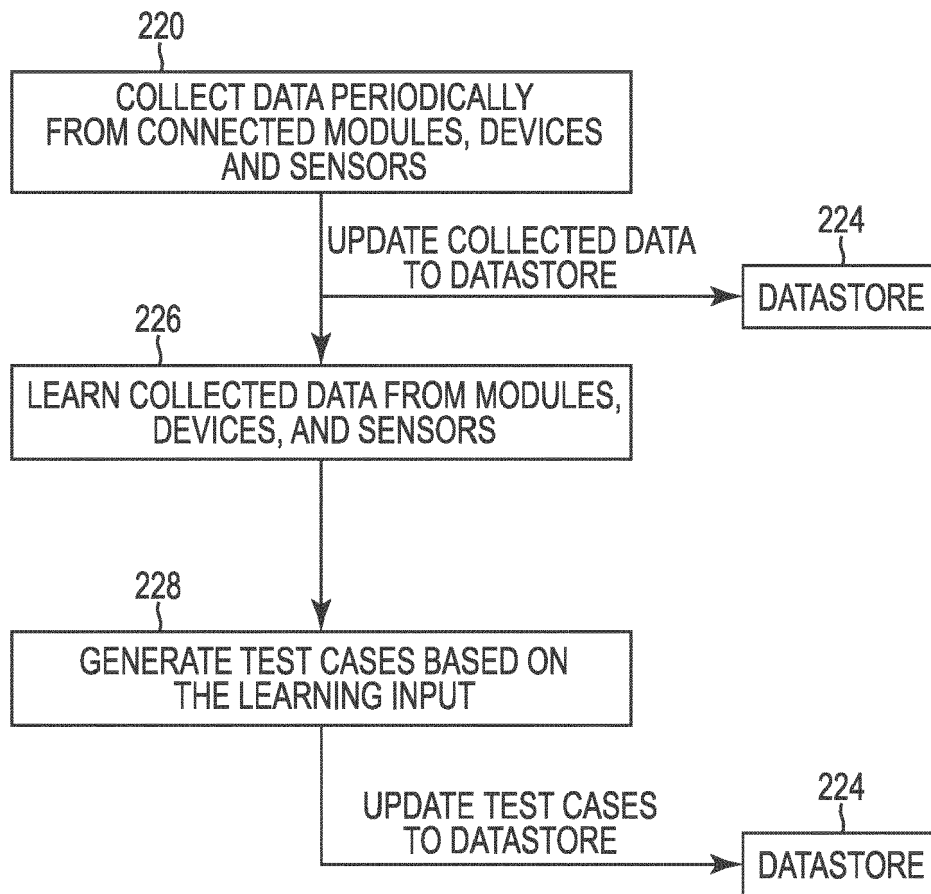 220
COLLECT DATA PERIODICALLY
FROM CONNECTED MODULES, DEVICES
AND SENSORS
UPDATE COLLECTED DATA
TO DATASTORE
224
DATASTORE
226
LEARN COLLECTED DATA FROM MODULES,
DEVICES, AND SENSORS
228
GENERATE TEST CASES BASED ON
THE LEARNING INPUT
UPDATE TEST CASES
TO DATASTORE
224
DATASTORE